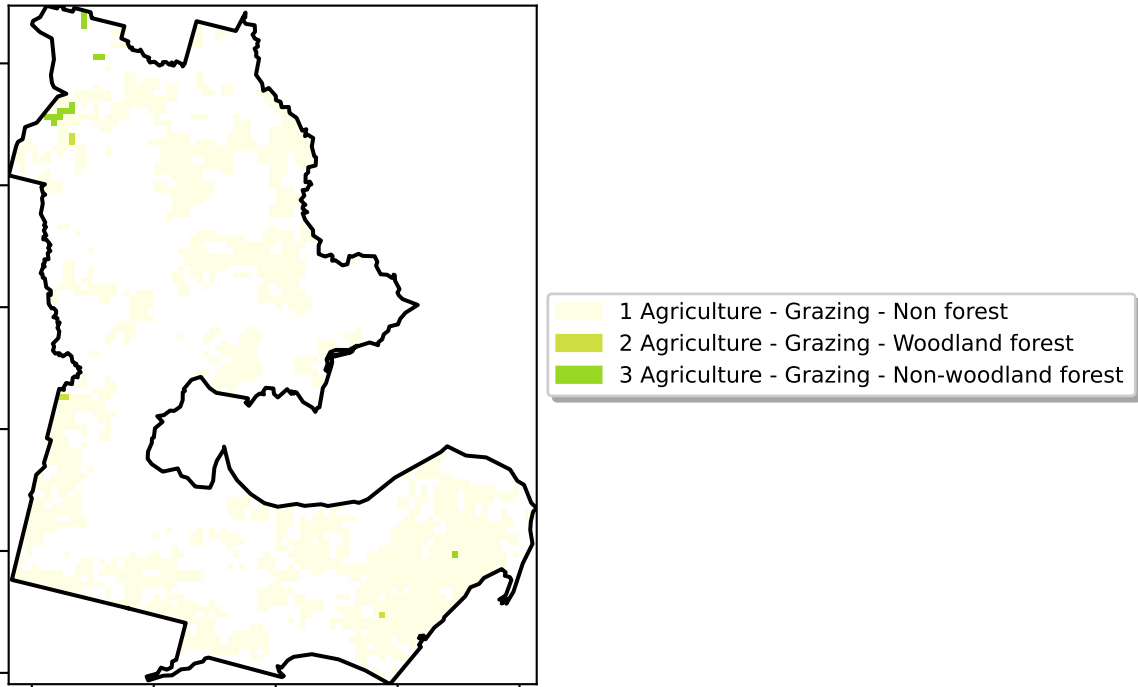 1 Agriculture - Grazing - Non forest
2 Agriculture - Grazing - Woodland forest
3 Agriculture - Grazing - Non-woodland forest